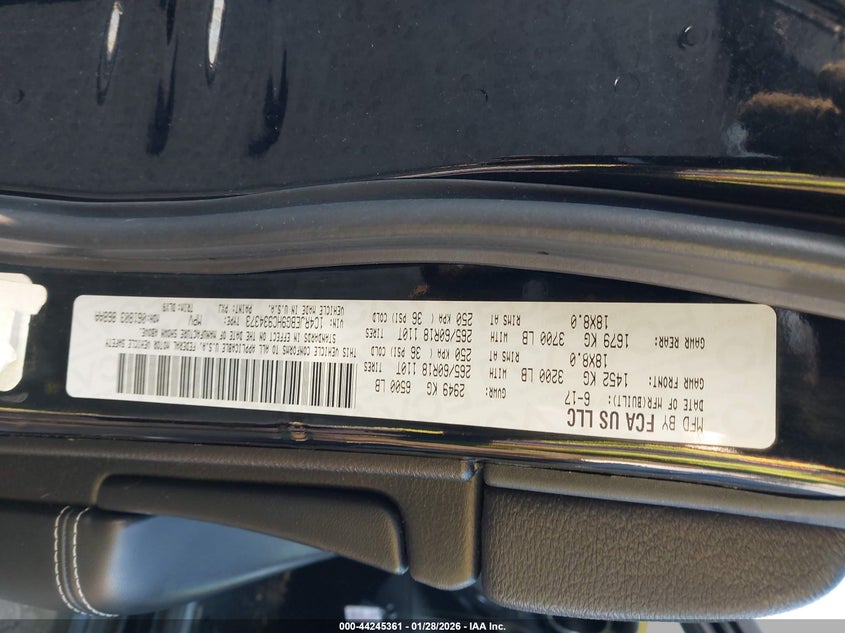 MFD BY FCA US LLC
DATE OF MFR(BUILT): 6-17 GVWR: 2949 KG 6500 LB
GAWR FRONT: 1452 KG 3200 LB WITH TIRES 265/60R18 110T
18X8.0 RIMS AT 250 KPA ( 36 PSI) COLD
GAWR REAR: 1679 KG 3700 LB WITH TIRES 265/60R18 110T
18X8.0 RIMS AT 250 KPA ( 36 PSI) COLD
THIS VEHICLE CONFORMS TO ALL APPLICABLE U.S.A. FEDERAL MOTOR VEHICLE SAFETY
STANDARDS IN EFFECT ON THE DATE OF MANUFACTURE SHOWN ABOVE.
VIN: 1C4RJEBG9HC934373 TYPE: MPV
VEHICLE MADE IN U.S.A. PAINT: PXJ TRIM:
000-44245361 - 01/28/2026 - IAA Inc.